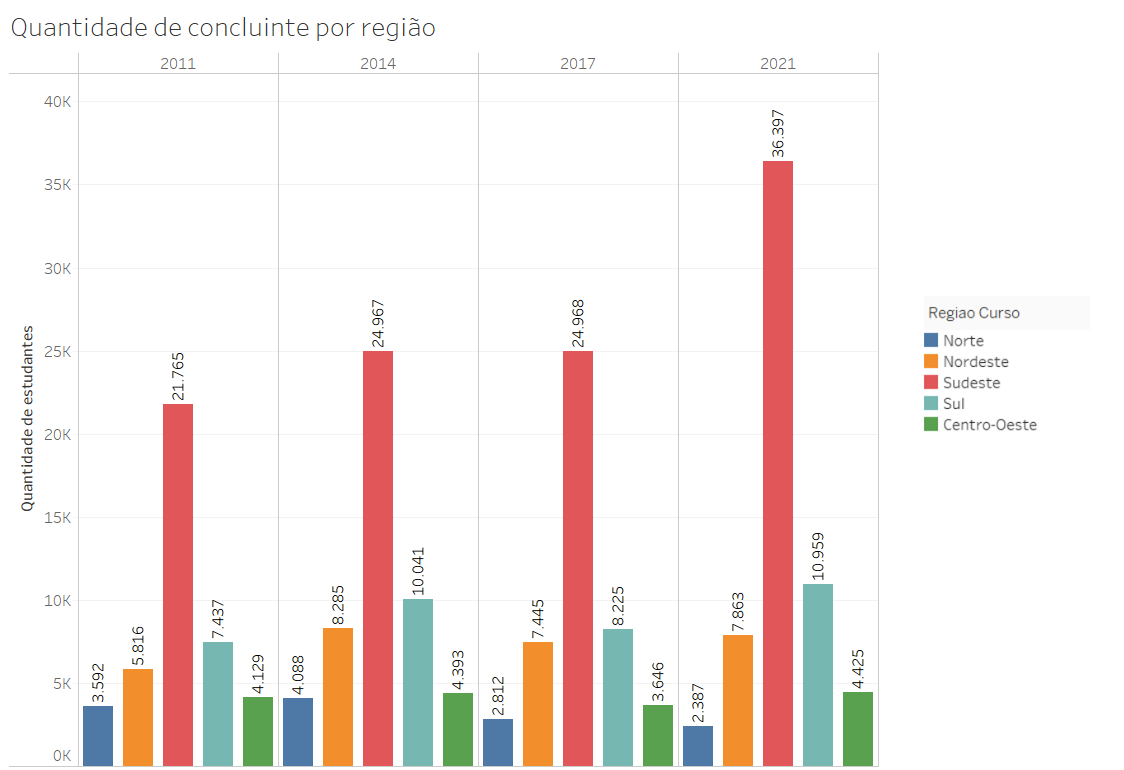 Quantidade de concluinte por região
2011 2014 2017 2021
40K
35K
30K
25K
20K
15K
10K
5K
0K
Quantidade de estudantes
3.592
5.816
21.765
7.437
4.129
4.088
8.285
24.967
10.041
4.393
2.812
7.445
24.968
8.225
3.646
2.387
7.863
36.397
10.959
4.425
Regiao Curso
Norte
Nordeste
Sudeste
Sul
Centro-Oeste